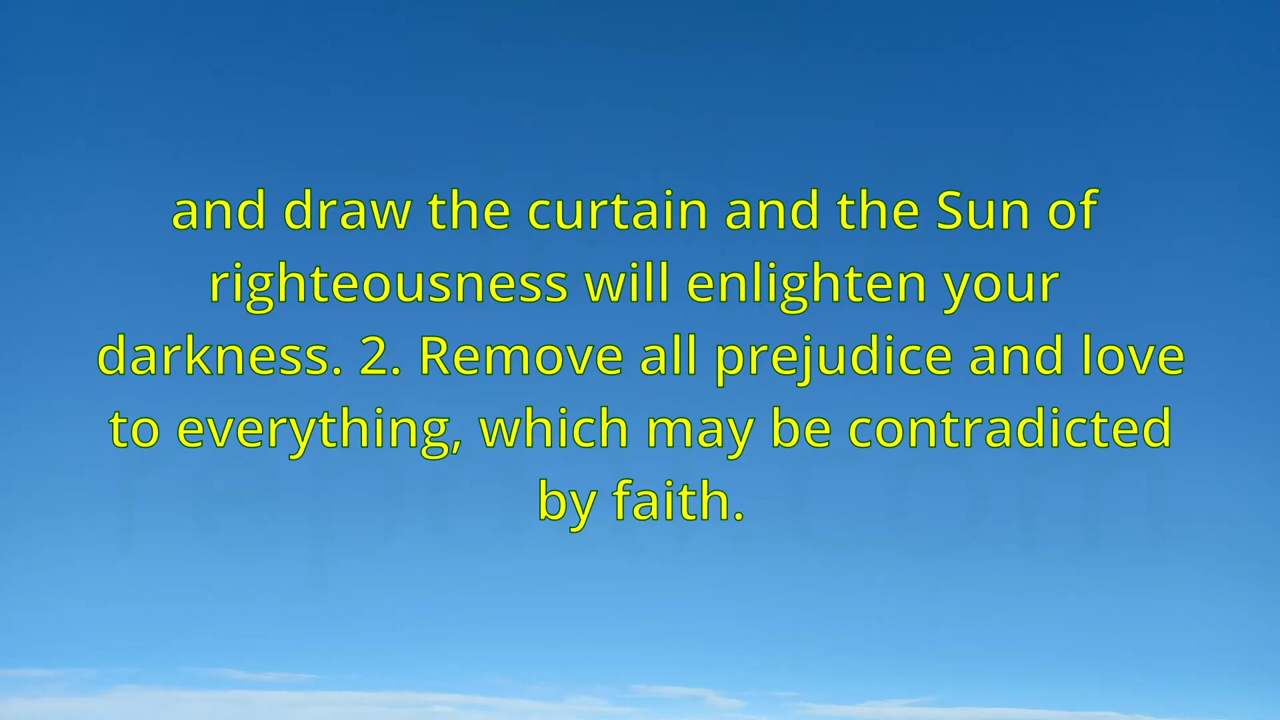 and draw the curtain and the Sun of
righteousness will enlighten your
darkness. 2. Remove all prejudice and love
to everything, which may be contradicted
by faith.